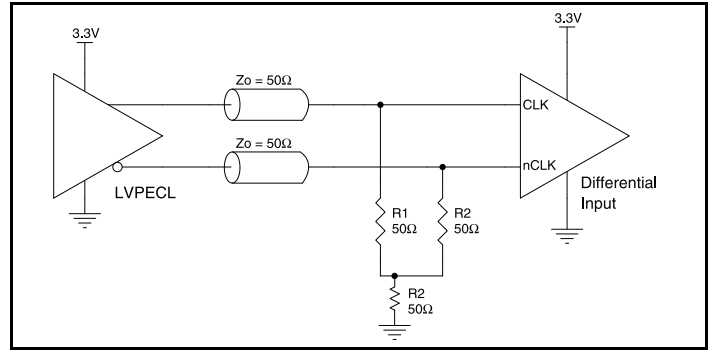 3.3V
3.3V
Zo = 50Ω
CLK
Zo = 50Ω
nCLK
LVPECL
Differential
Input
R1
50Ω
R2
50Ω
R2
50Ω